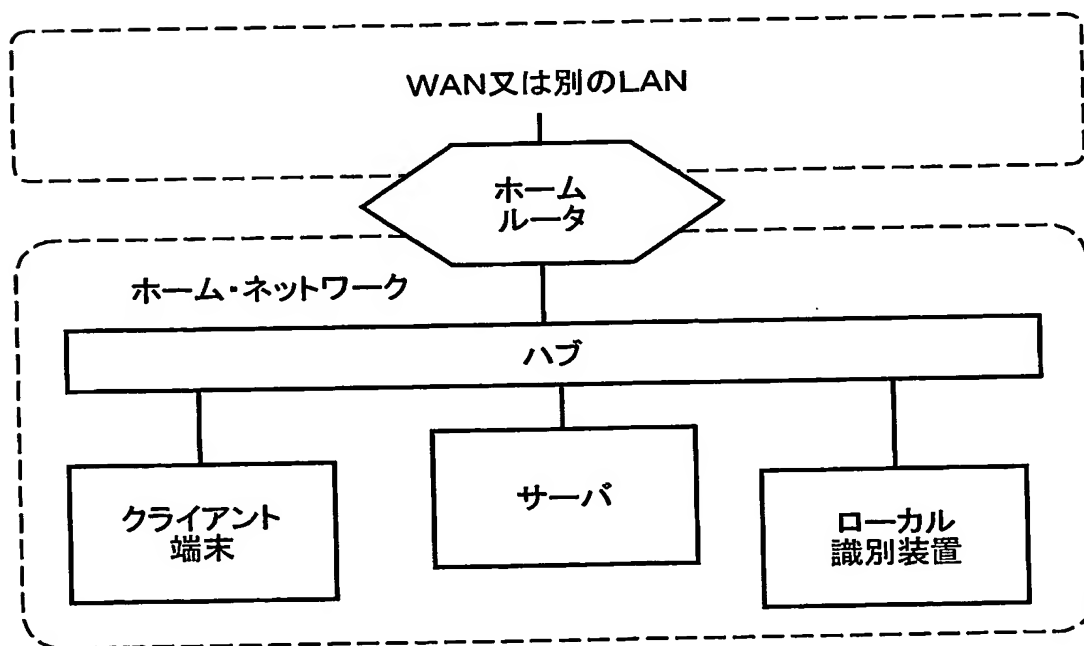 WAN又は別のLAN
ホーム
ルータ
ホーム・ネットワーク
ハブ
クライアント
端末
サーバ
ローカル
識別装置